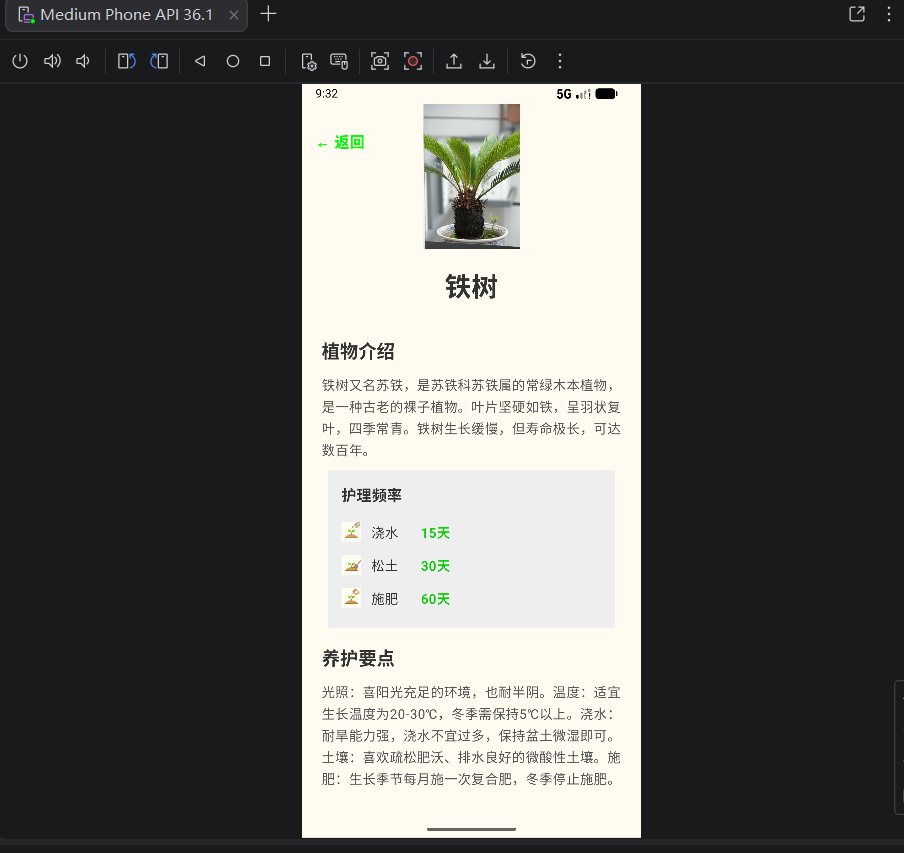 Medium Phone API 36.1
9:32
5G
← 返回
铁树
植物介绍
铁树又名苏铁，是苏铁科苏铁属的常绿木本植物，
是一种古老的裸子植物。叶片坚硬如铁，呈羽状复
叶，四季常青。铁树生长缓慢，但寿命极长，可达
数百年。
护理频率
浇水 15天
松土 30天
施肥 60天
养护要点
光照：喜阳光充足的环境，也耐半阴。温度：适宜
生长温度为20-30℃，冬季需保持5℃以上。浇水：
耐旱能力强，浇水不宜过多，保持盆土微湿即可。
土壤：喜欢疏松肥沃、排水良好的微酸性土壤。施
肥：生长季节每月施一次复合肥，冬季停止施肥。